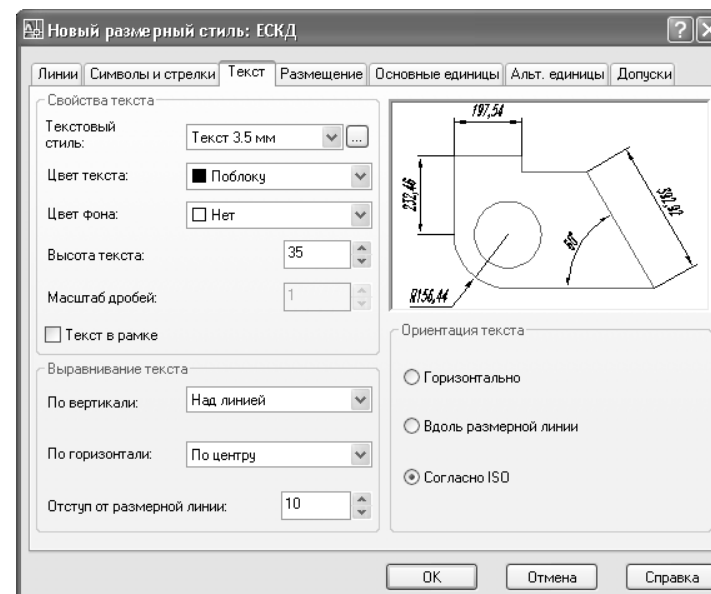 Новый размерный стиль: ЕСКД
Линии Символы и стрелки Текст Размещение Основные единицы Альт. единицы Допуски
Свойства текста
Текстовый
стиль:
Текст 3.5 мм
...
Цвет текста:
Поблоку
Цвет фона:
Нет
Высота текста:
35
Масштаб дробей:
1
Текст в рамке
Выравнивание текста
По вертикали:
Над линией
По горизонтали:
По центру
Отступ от размерной линии:
10
197,54
232,46
392,92
60°
R156,44
Ориентация текста
Горизонтально
Вдоль размерной линии
Согласно ISO
OK Отмена Справка